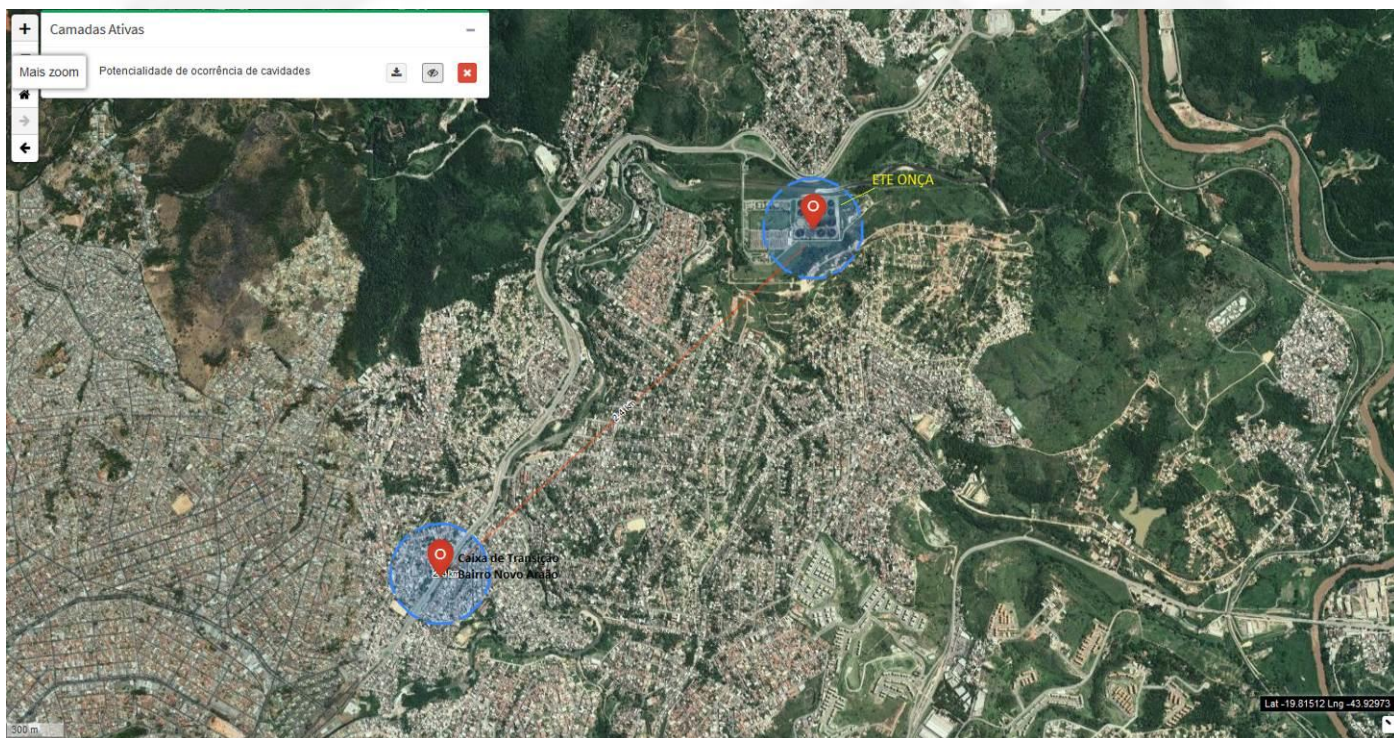 Camadas Ativas
Mais zoom
Potencialidade de ocorrência de cavidades
ETE ONÇA
Caixa de Transição
Bairro Novo Aarão
300 m
Lat -19.81512 Lng -43.92973